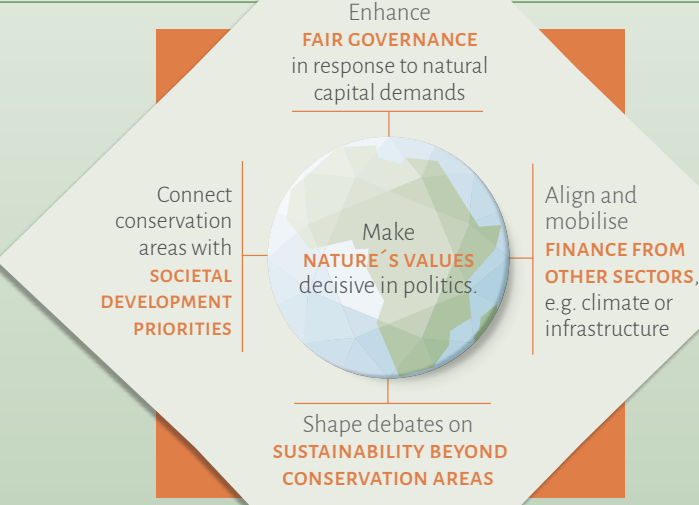 Enhance
FAIR GOVERNANCE
in response to natural
capital demands
Connect
conservation
areas with
SOCIETAL
DEVELOPMENT
PRIORITIES
Make
NATURE´S VALUES
decisive in politics.
Align and
mobilise
FINANCE FROM
OTHER SECTORS,
e.g. climate or
infrastructure
Shape debates on
SUSTAINABILITY BEYOND
CONSERVATION AREAS